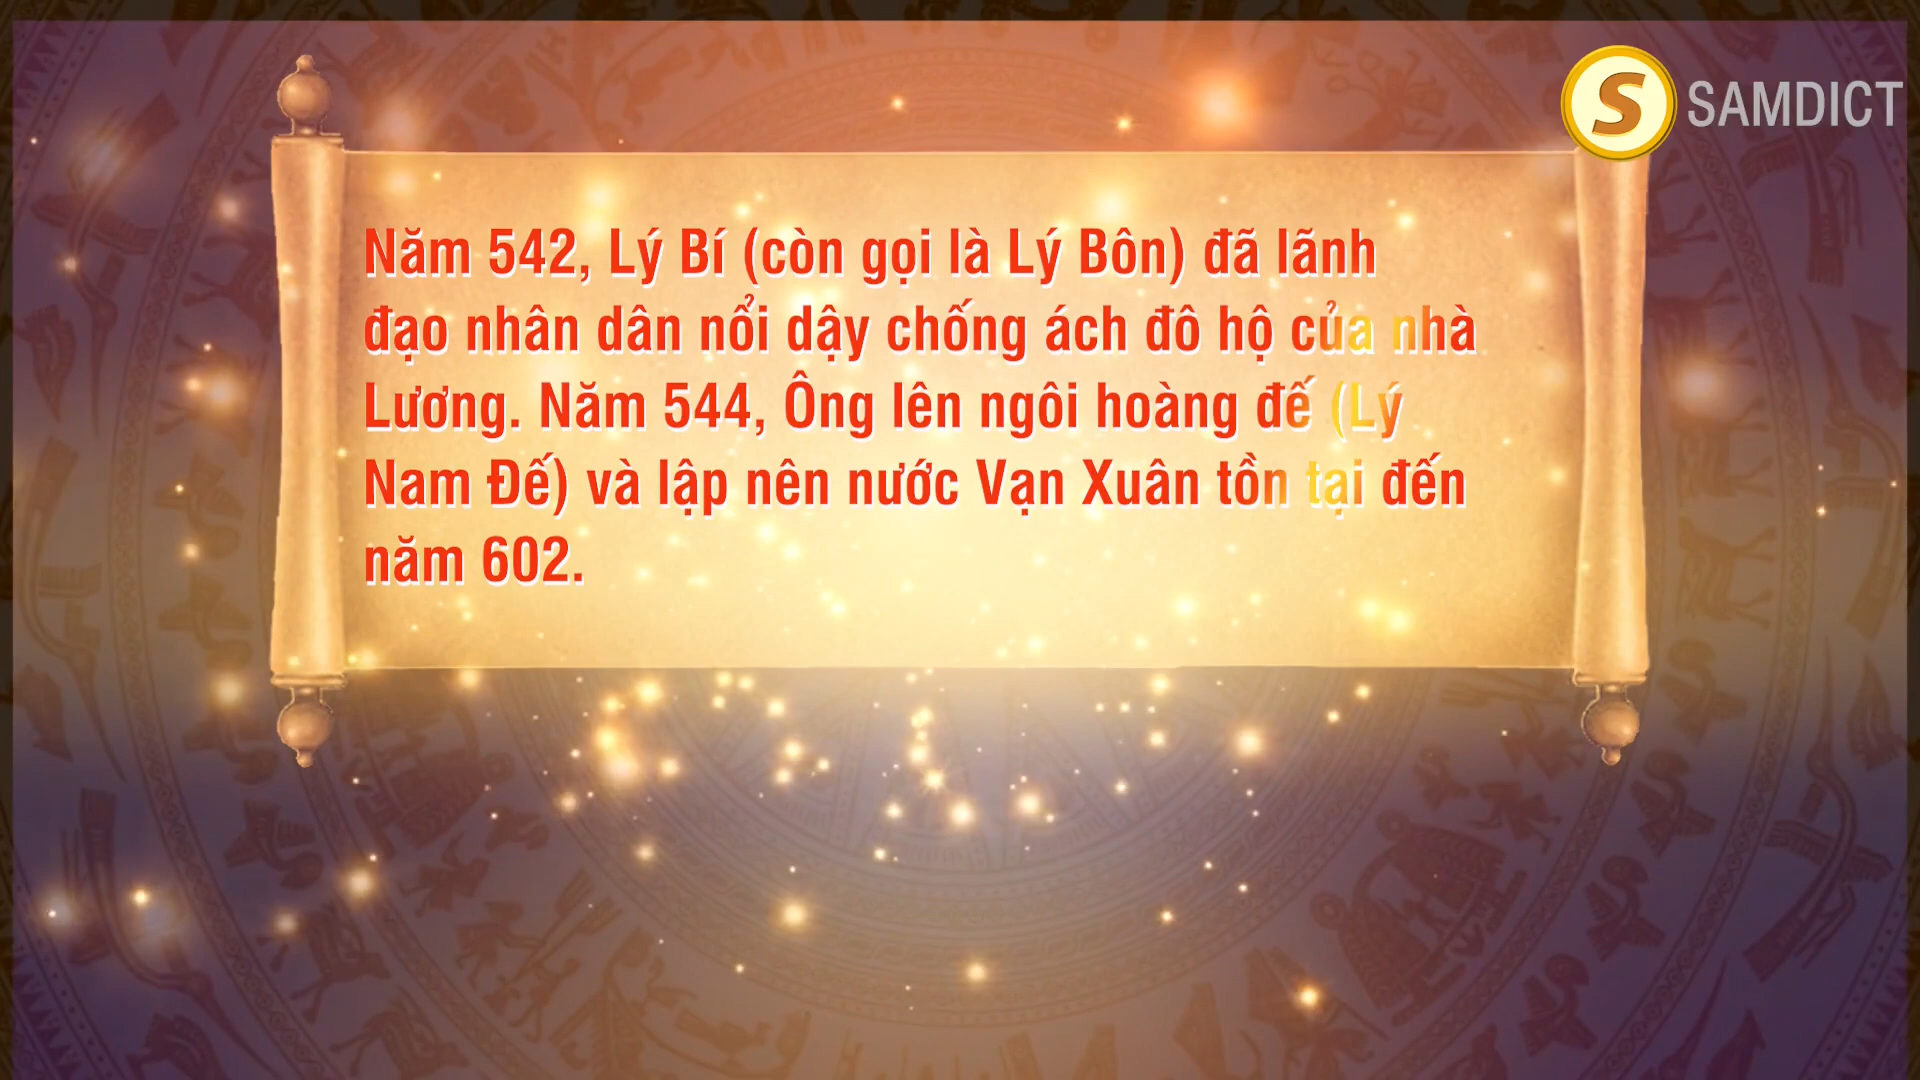 SAMDICT
Năm 542, Lý Bí (còn gọi là Lý Bôn) đã lãnh
đạo nhân dân nổi dậy chống ách đô hộ của nhà
Lương. Năm 544, Ông lên ngôi hoàng đế (Lý
Nam Đế) và lập nên nước Vạn Xuân tồn tại đến
năm 602.